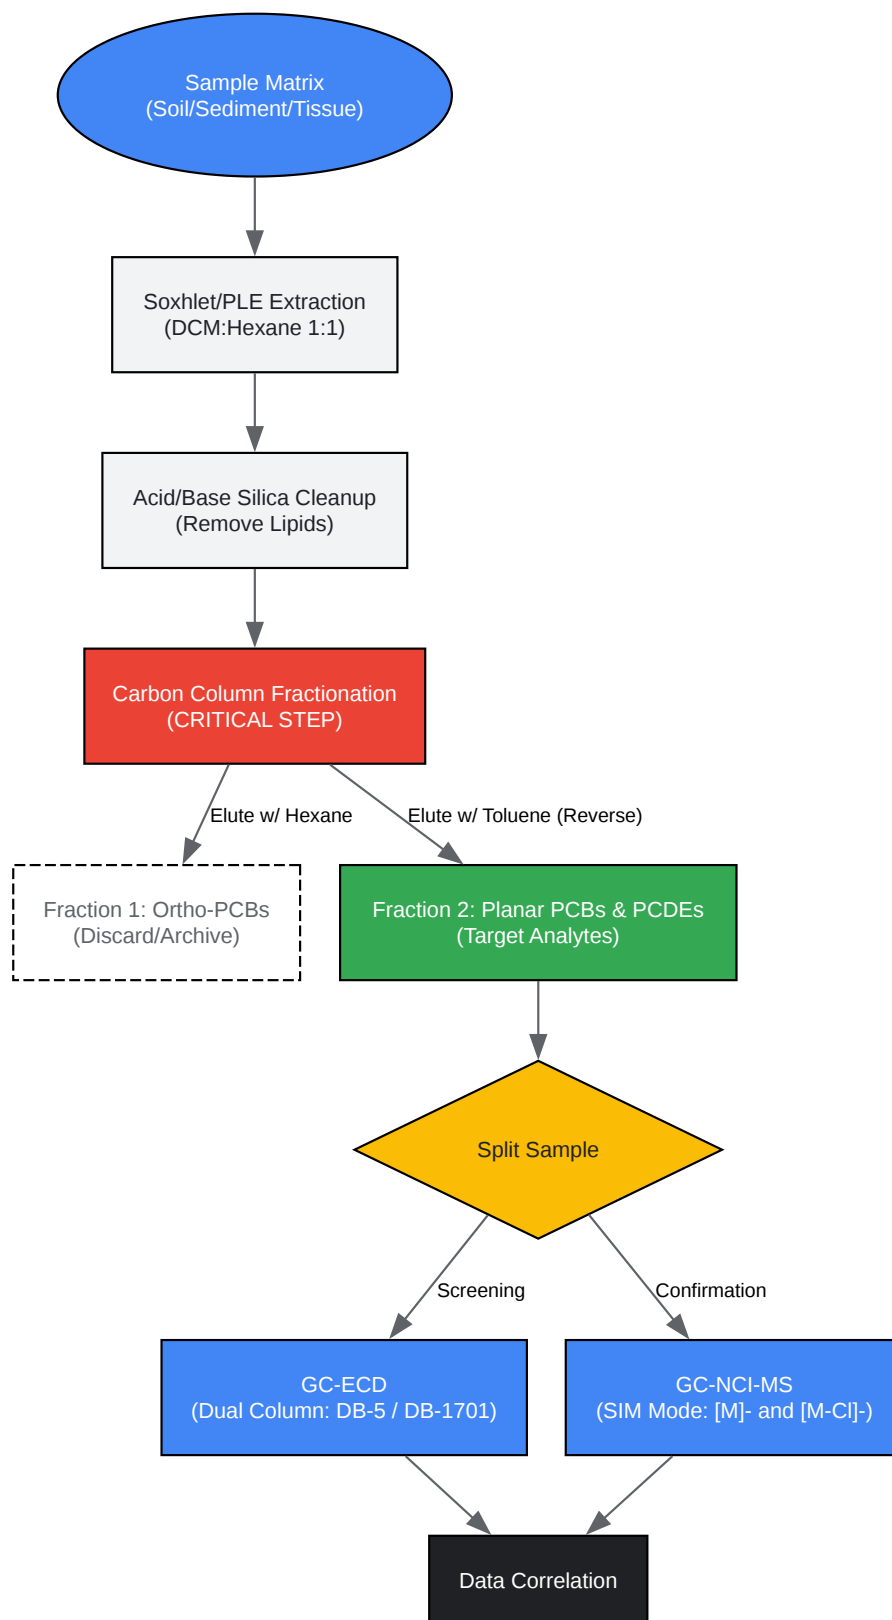 Sample Matrix
(Soil/Sediment/Tissue)
Soxhlet/PLE Extraction
(DCM:Hexane 1:1)
Acid/Base Silica Cleanup
(Remove Lipids)
Carbon Column Fractionation
(CRITICAL STEP)
Elute w/ Hexane
Elute w/ Toluene (Reverse)
Fraction 1: Ortho-PCBs
(Discard/Archive)
Fraction 2: Planar PCBs & PCDEs
(Target Analytes)
Split Sample
Screening
Confirmation
GC-ECD
(Dual Column: DB-5 / DB-1701)
GC-NCI-MS
(SIM Mode: [M]- and [M-Cl]-)
Data Correlation